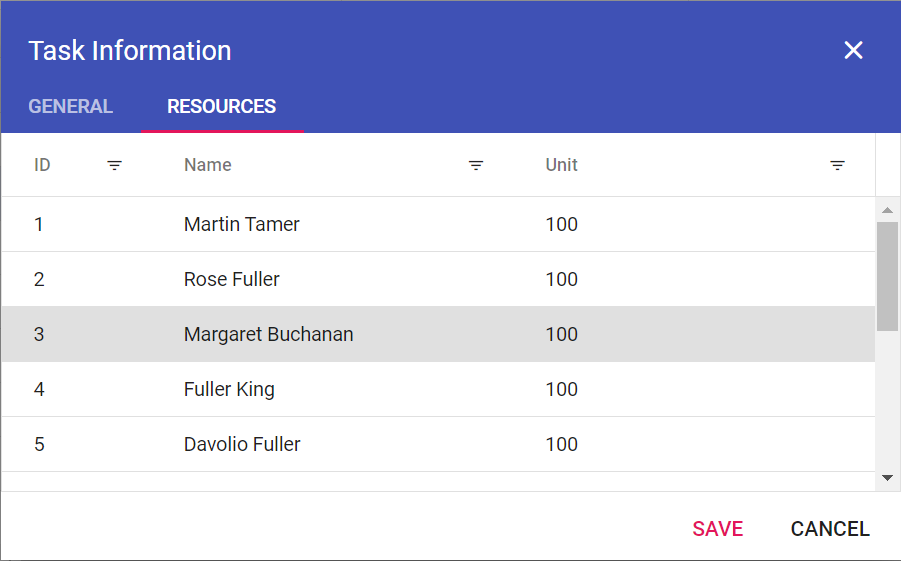 Task Information
GENERAL RESOURCES
ID Name Unit
1 Martin Tamer 100
2 Rose Fuller 100
3 Margaret Buchanan 100
4 Fuller King 100
5 Davolio Fuller 100
SAVE CANCEL